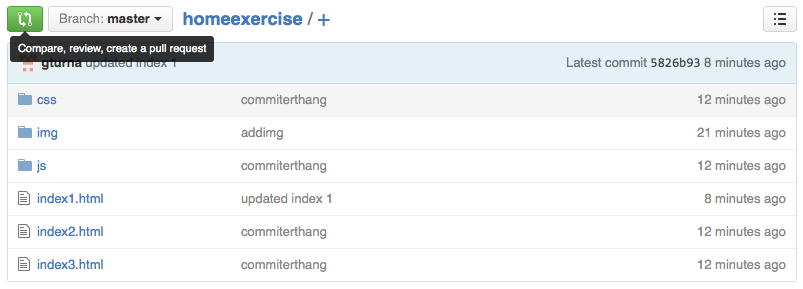 Branch: master homeexercise / +
Compare, review, create a pull request
gturna updated index 1 Latest commit 5826b93 8 minutes ago
css commiterthang 12 minutes ago
img addimg 21 minutes ago
js commiterthang 12 minutes ago
index1.html updated index 1 8 minutes ago
index2.html commiterthang 12 minutes ago
index3.html commiterthang 12 minutes ago